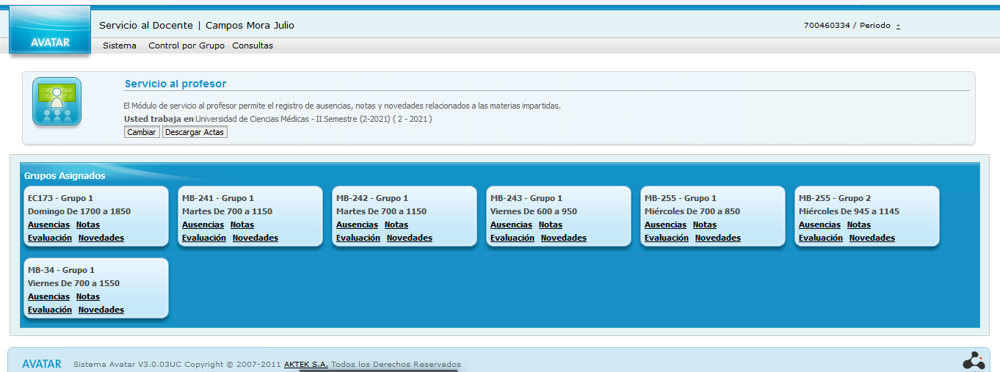 Servicio al Docente | Campos Mora Julio
700460334 / Periodo -
AVATAR
Sistema Control por Grupo Consultas
Servicio al profesor
El Módulo de servicio al profesor permite el registro de ausencias, notas y novedades relacionados a las materias impartidas.
Usted trabaja en Universidad de Ciencias Médicas - II Semestre (2-2021) ( 2 - 2021 )
Cambiar Descargar Actas
Grupos Asignados
EC173 - Grupo 1
Domingo De 1700 a 1850
Ausencias Notas
Evaluación Novedades
MB-241 - Grupo 1
Martes De 700 a 1150
Ausencias Notas
Evaluación Novedades
MB-242 - Grupo 1
Martes De 700 a 1150
Ausencias Notas
Evaluación Novedades
MB-243 - Grupo 1
Viernes De 600 a 950
Ausencias Notas
Evaluación Novedades
MB-255 - Grupo 1
Miércoles De 700 a 850
Ausencias Notas
Evaluación Novedades
MB-255 - Grupo 2
Miércoles De 945 a 1145
Ausencias Notas
Evaluación Novedades
MB-34 - Grupo 1
Viernes De 700 a 1550
Ausencias Notas
Evaluación Novedades
AVATAR Sistema Avatar V3.0.03UC Copyright © 2007-2011 AKTEK S.A. Todos los Derechos Reservados